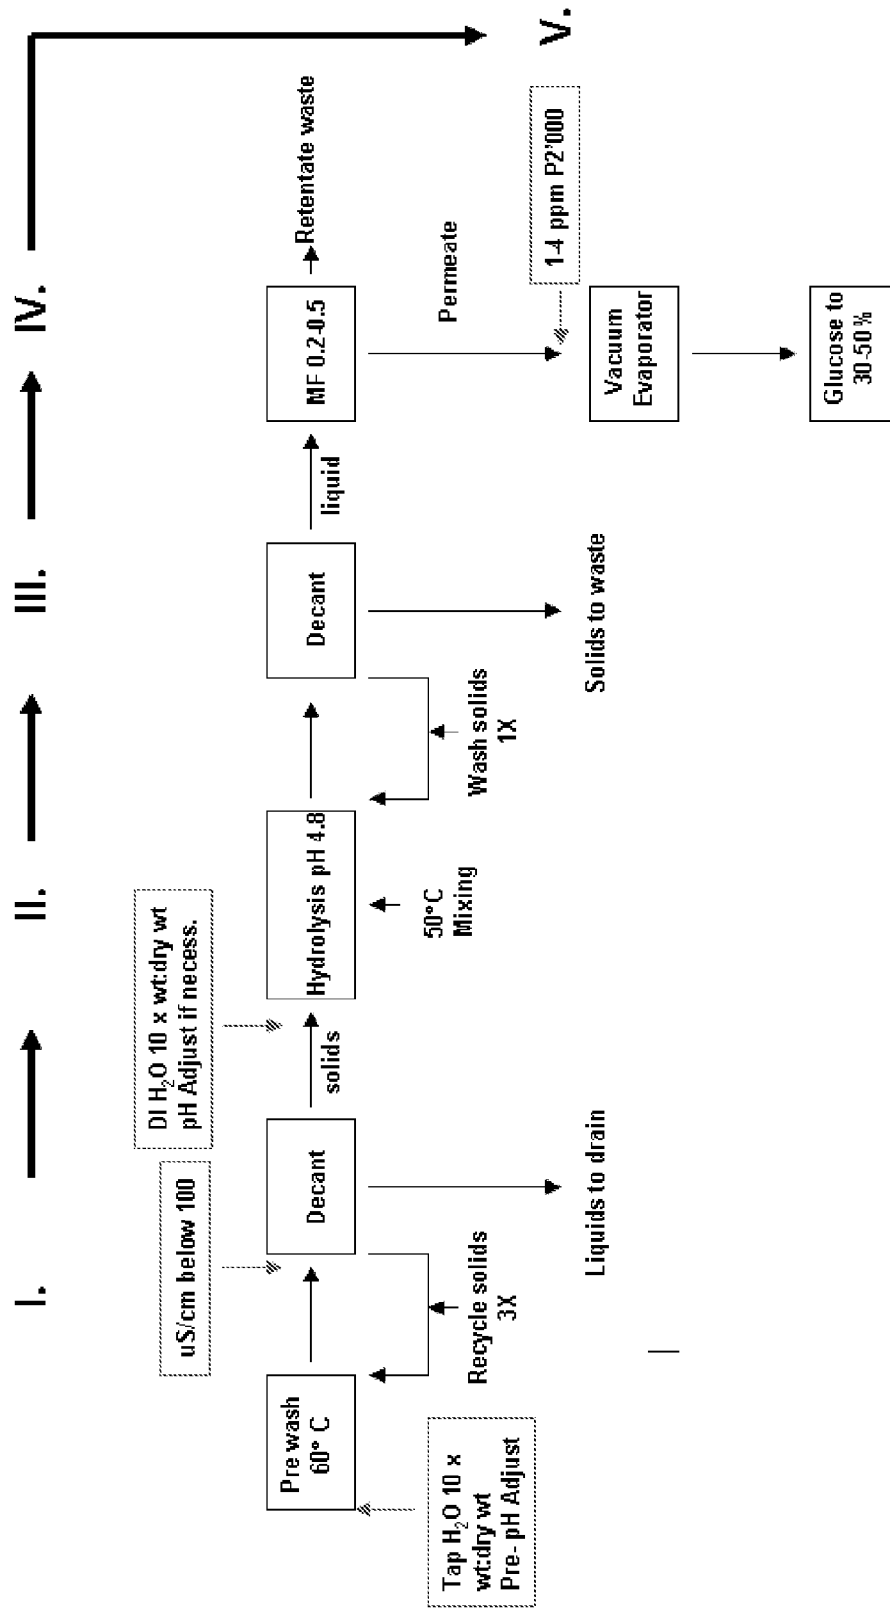 I.
II.
III.
IV.
V.
uS/cm below 100
DI H₂O 10 x wt:dry wt
pH Adjust if necess.
Pre wash
60° C
Decant
solids
Hydrolysis pH 4.8
Decant
liquid
MF 0.2-0.5
Retentate waste
Tap H₂O 10 x
wt:dry wt
Pre- pH Adjust
Recycle solids
3X
50°C
Mixing
Wash solids
1X
Permeate
1-4 ppm P2'000
Liquids to drain
Solids to waste
Vacuum
Evaporator
Glucose to
30-50%